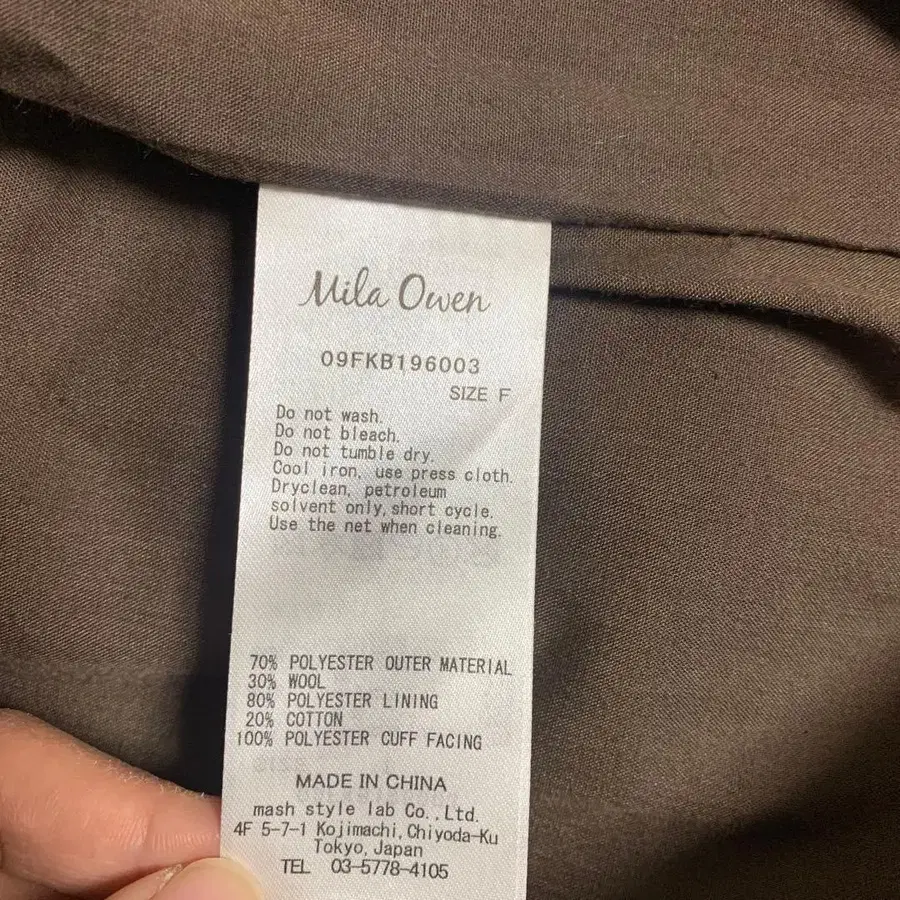 Mila Owen
09FKB196003
SIZE F
Do not wash.
Do not bleach.
Do not tumble dry.
Cool iron, use press cloth.
Dryclean, petroleum
solvent only, short cycle.
Use the net when cleaning.
70% POLYESTER OUTER MATERIAL
30% WOOL
80% POLYESTER LINING
20% COTTON
100% POLYESTER CUFF FACING
MADE IN CHINA
mash style lab Co.,Ltd.
4F 5-7-1 Kojimachi,Chiyoda-Ku
Tokyo,Japan
TEL 03-5778-4105